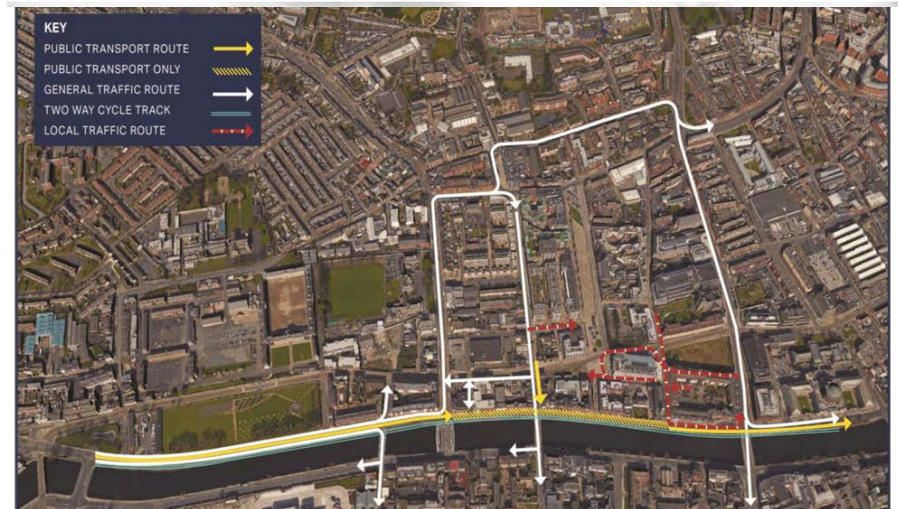 KEY
PUBLIC TRANSPORT ROUTE
PUBLIC TRANSPORT ONLY
GENERAL TRAFFIC ROUTE
TWO WAY CYCLE TRACK
LOCAL TRAFFIC ROUTE